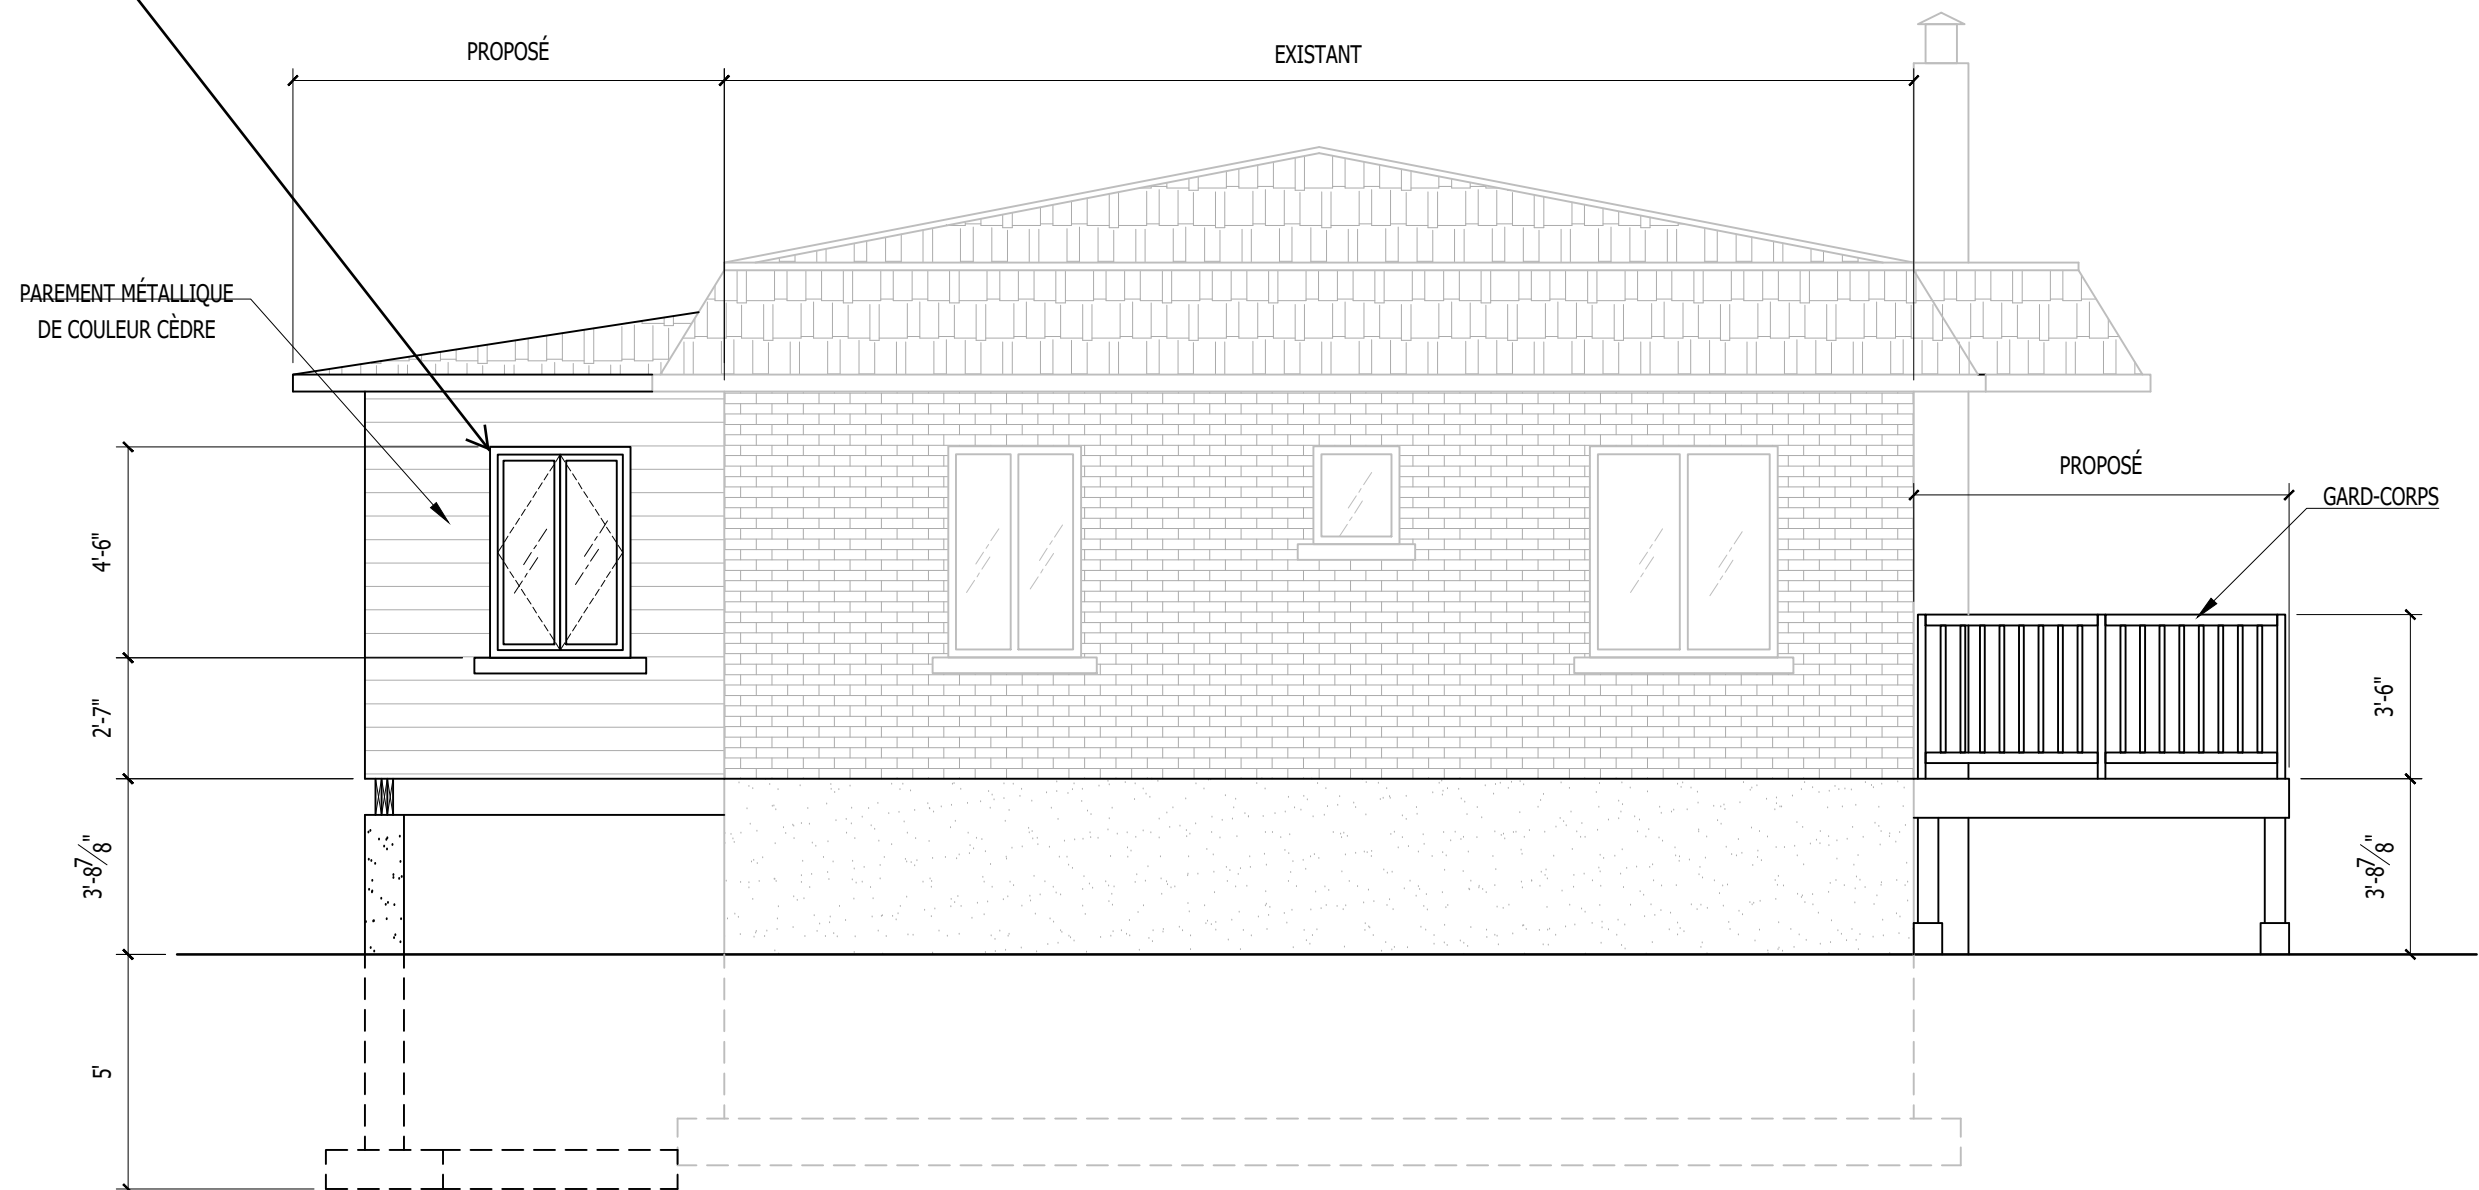 PROPOSÉ
EXISTANT
PAREMENT MÉTALLIQUE
DE COULEUR CÈDRE
PROPOSÉ
GARD-CORPS
4'-6"
2'-7"
3'-8 7/8"
5'
3'-6"
3'-8 7/8"